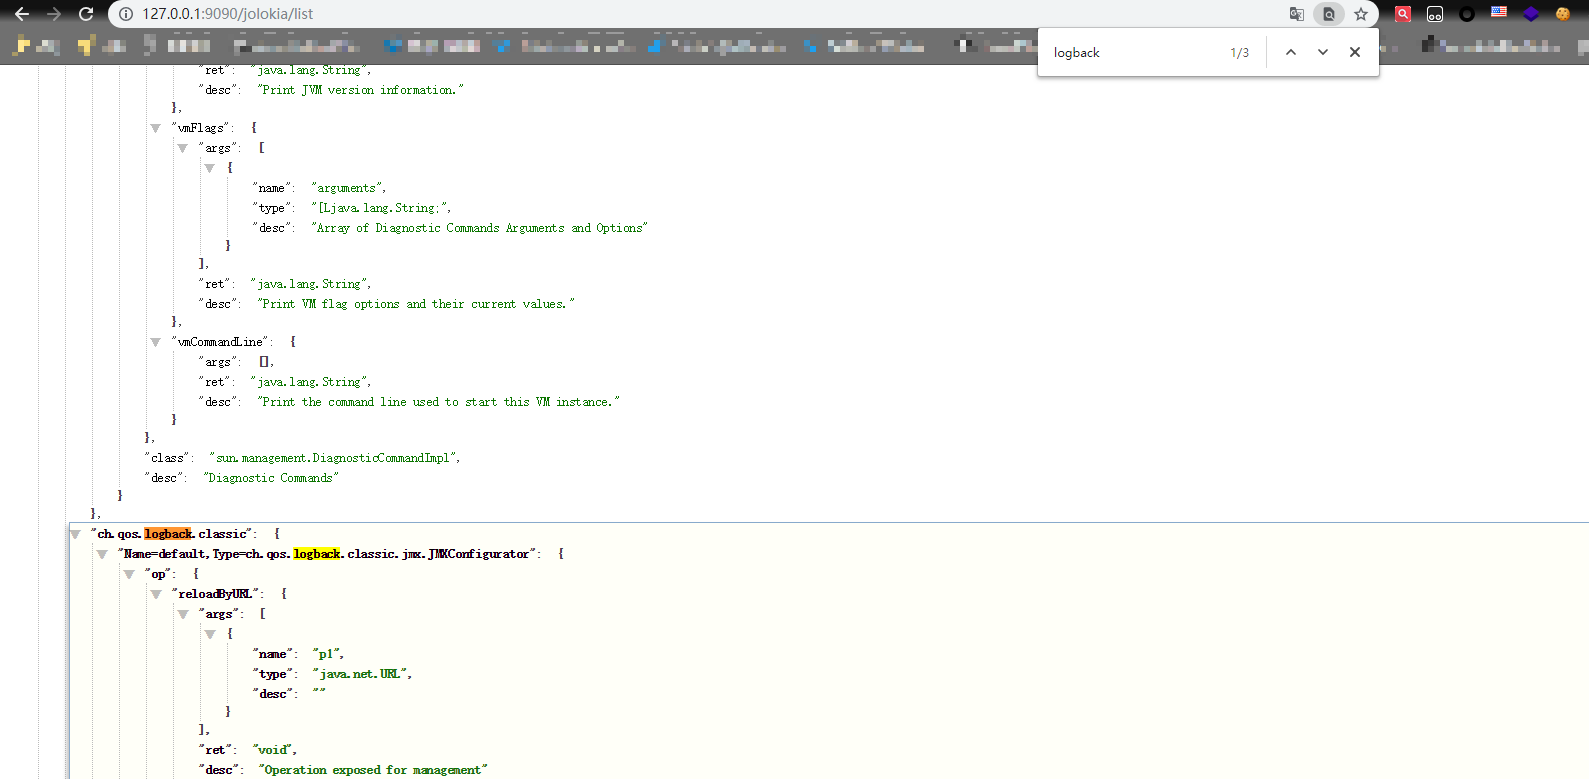 127.0.0.1:9090/jolokia/list
logback 1/3
"ret": "java.lang.String",
"desc": "Print JVM version information."
},
"vmFlags": {
"args": [
{
"name": "arguments",
"type": "[Ljava.lang.String;",
"desc": "Array of Diagnostic Commands Arguments and Options"
}
],
"ret": "java.lang.String",
"desc": "Print VM flag options and their current values."
},
"vmCommandLine": {
"args": [],
"ret": "java.lang.String",
"desc": "Print the command line used to start this VM instance."
}
},
"class": "sun.management.DiagnosticCommandImpl",
"desc": "Diagnostic Commands"
}
},
"ch.qos.logback.classic": {
"Name=default,Type=ch.qos.logback.classic.jmx.JMXConfigurator": {
"op": {
"reloadByURL": {
"args": [
{
"name": "p1",
"type": "java.net.URL",
"desc": ""
}
],
"ret": "void",
"desc": "Operation exposed for management"